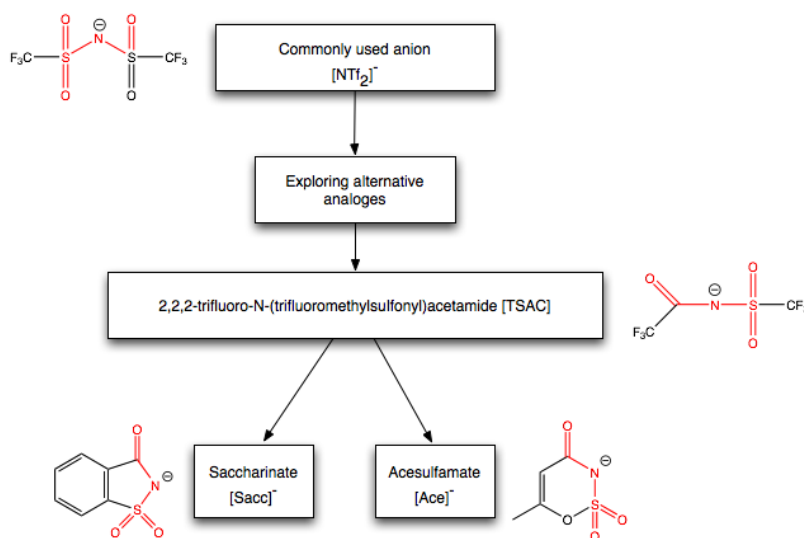 Commonly used anion
[NTf2]-
Exploring alternative
analoges
2,2,2-trifluoro-N-(trifluoromethylsulfonyl)acetamide [TSAC]
Saccharinate
[Sacc]-
Acesulfamate
[Ace]-
O O
F3C S N S CF3
O O
O O
N S CF3
F3C O
O
N
S
O O
O
N
O S O
O